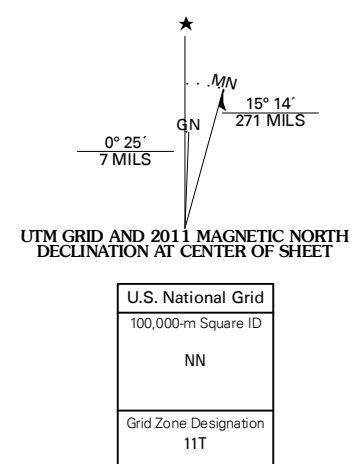 ★
MN
GN
15° 14´
271 MILS
0° 25´
7 MILS
UTM GRID AND 2011 MAGNETIC NORTH
DECLINATION AT CENTER OF SHEET
U.S. National Grid
100,000-m Square ID
NN
Grid Zone Designation
11T